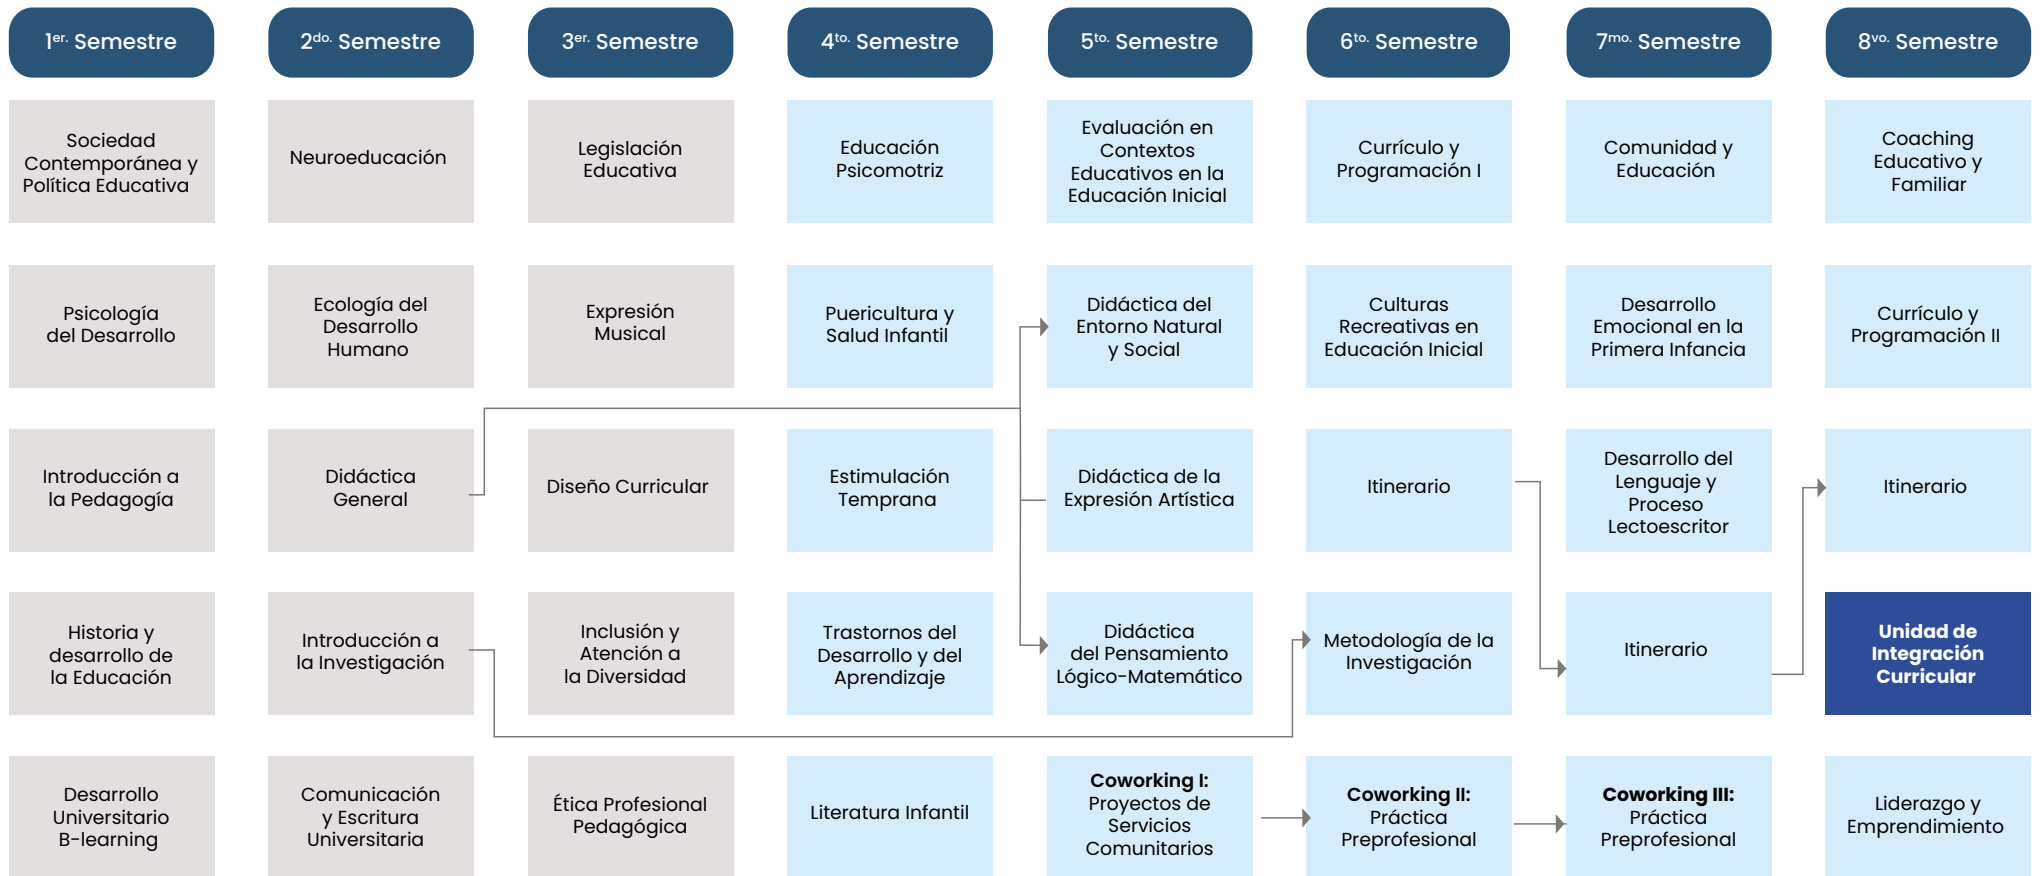 1er. Semestre
2do. Semestre
3er. Semestre
4to. Semestre
5to. Semestre
6to. Semestre
7mo. Semestre
8vo. Semestre
Sociedad
Contemporánea y
Política Educativa
Neuroeducación
Legislación
Educativa
Educación
Psicomotriz
Evaluación en
Contextos
Educativos en la
Educación Inicial
Currículo y
Programación I
Comunidad y
Educación
Coaching
Educativo y
Familiar
Psicología
del Desarrollo
Ecología del
Desarrollo
Humano
Expresión
Musical
Puericultura y
Salud Infantil
Didáctica del
Entorno Natural
y Social
Culturas
Recreativas en
Educación Inicial
Desarrollo
Emocional en la
Primera Infancia
Currículo y
Programación II
Introducción a
la Pedagogía
Didáctica
General
Diseño Curricular
Estimulación
Temprana
Didáctica de la
Expresión Artística
Itinerario
Desarrollo del
Lenguaje y
Proceso
Lectoescritor
Itinerario
Historia y
desarrollo de
la Educación
Introducción a
la Investigación
Inclusión y
Atención a
la Diversidad
Trastornos del
Desarrollo y del
Aprendizaje
Didáctica
del Pensamiento
Lógico-Matemático
Metodología de la
Investigación
Itinerario
Unidad de
Integración
Curricular
Desarrollo
Universitario
B-learning
Comunicación
y Escritura
Universitaria
Ética Profesional
Pedagógica
Literatura Infantil
Coworking I:
Proyectos de
Servicios
Comunitarios
Coworking II:
Práctica
Preprofesional
Coworking III:
Práctica
Preprofesional
Liderazgo y
Emprendimiento